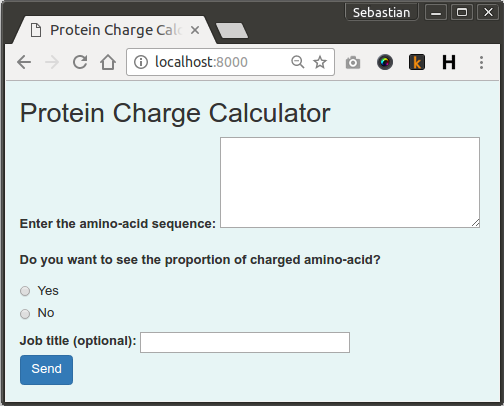 Sebastian
Protein Charge Calc
localhost:8000
k H
Protein Charge Calculator
Enter the amino-acid sequence:
Do you want to see the proportion of charged amino-acid?
Yes
No
Job title (optional):
Send